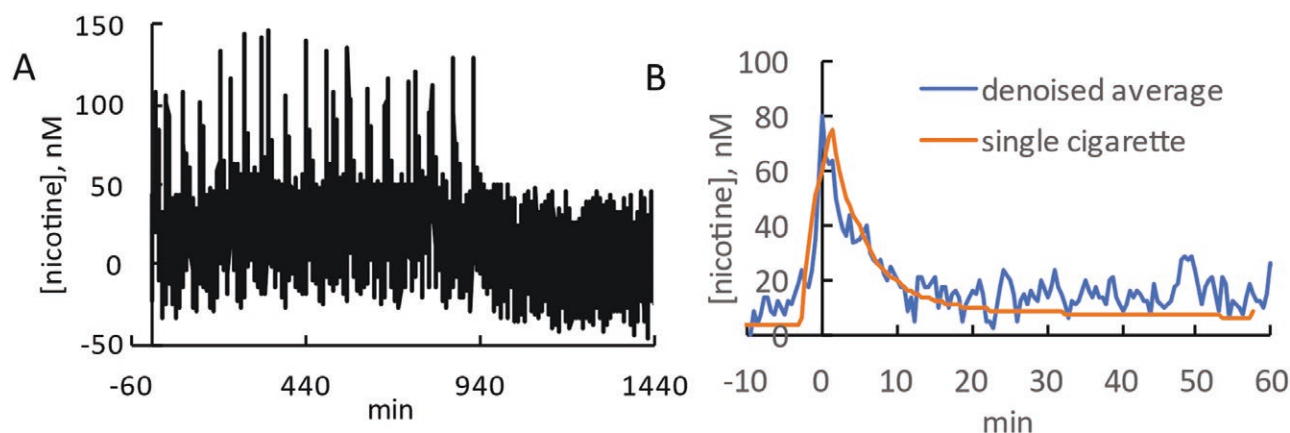 A
[nicotine], nM
150
100
50
0
-50
-60 440 940 1440
min
B
[nicotine], nM
100
80
60
40
20
0
-10 0 10 20 30 40 50 60
min
denoised average
single cigarette